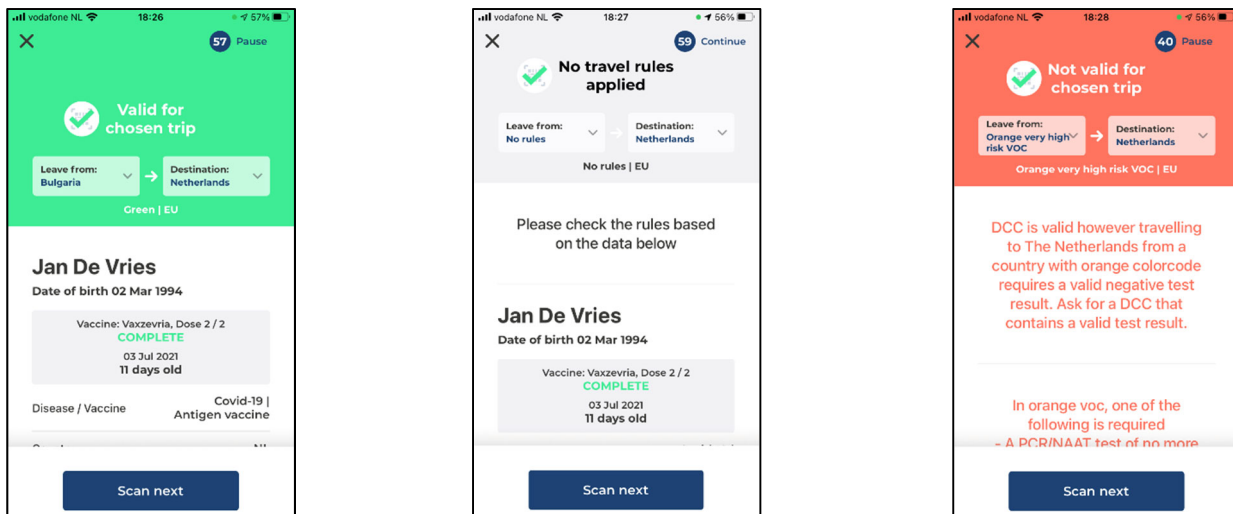 vodafone NL 18:26 57%
57 Pause
Valid for
chosen trip
Leave from:
Bulgaria
Destination:
Netherlands
Green | EU
Jan De Vries
Date of birth 02 Mar 1994
Vaccine: Vaxzevria, Dose 2 / 2
COMPLETE
03 Jul 2021
11 days old
Disease / Vaccine
Covid-19 |
Antigen vaccine
Scan next
vodafone NL 18:27 56%
59 Continue
No travel rules
applied
Leave from:
No rules
Destination:
Netherlands
No rules | EU
Please check the rules based
on the data below
Jan De Vries
Date of birth 02 Mar 1994
Vaccine: Vaxzevria, Dose 2 / 2
COMPLETE
03 Jul 2021
11 days old
Scan next
vodafone NL 18:28 56%
40 Pause
Not valid for
chosen trip
Leave from:
Orange very high
risk VOC
Destination:
Netherlands
Orange very high risk VOC | EU
DCC is valid however travelling
to The Netherlands from a
country with orange colorcode
requires a valid negative test
result. Ask for a DCC that
contains a valid test result.
In orange voc, one of the
following is required
- A PCR/NAAT test of no more
Scan next